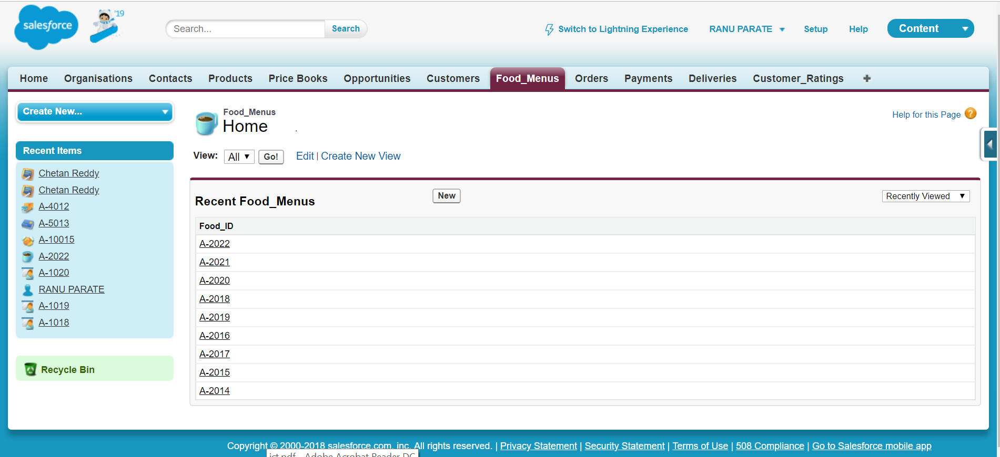 salesforce
'19
Search...
Search
Switch to Lightning Experience
RANU PARATE
Setup
Help
Content
Home Organisations Contacts Products Price Books Opportunities Customers Food_Menus Orders Payments Deliveries Customer_Ratings +
Create New...
Recent Items
Chetan Reddy
Chetan Reddy
A-4012
A-5013
A-10015
A-2022
A-1020
RANU PARATE
A-1019
A-1018
Recycle Bin
Food_Menus
Home .
Help for this Page ?
View: All Go! Edit | Create New View
Recent Food_Menus
New
Recently Viewed
Food_ID
A-2022
A-2021
A-2020
A-2018
A-2019
A-2016
A-2017
A-2015
A-2014
Copyright © 2000-2018 salesforce.com, inc. All rights reserved. | Privacy Statement | Security Statement | Terms of Use | 508 Compliance | Go to Salesforce mobile app
ict.pdf - Adobe Acrobat Reader DC